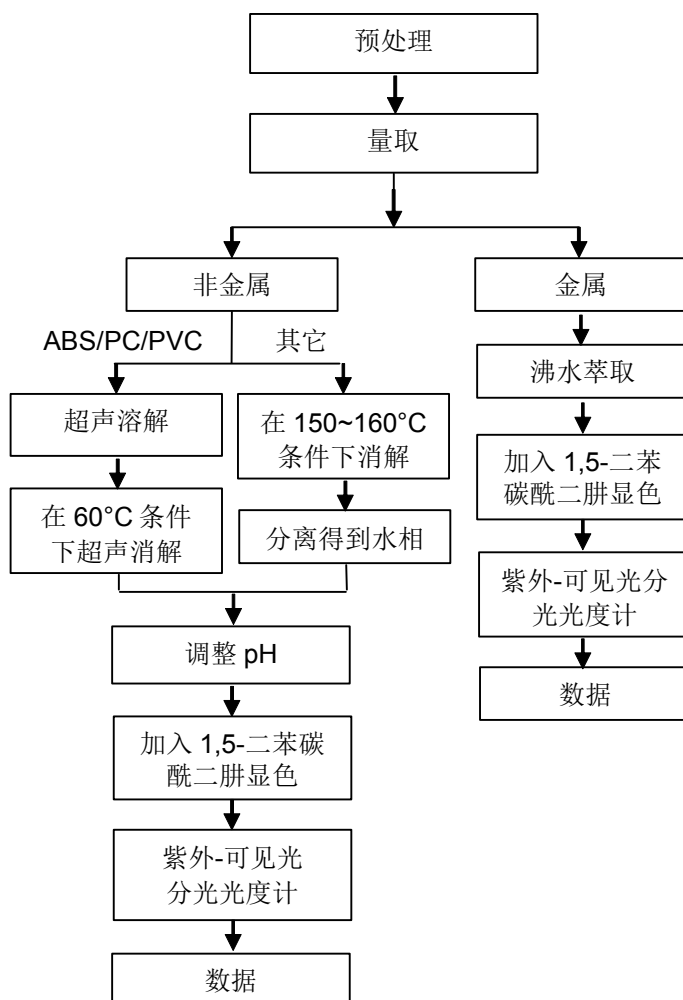 预处理
量取
非金属
金属
ABS/PC/PVC
其它
沸水萃取
超声溶解
在 150~160°C
条件下消解
加入 1,5-二苯
碳酰二肼显色
在 60°C 条件
下超声消解
分离得到水相
紫外-可见光分
光光度计
调整 pH
数据
加入 1,5-二苯碳
酰二肼显色
紫外-可见光
分光光度计
数据